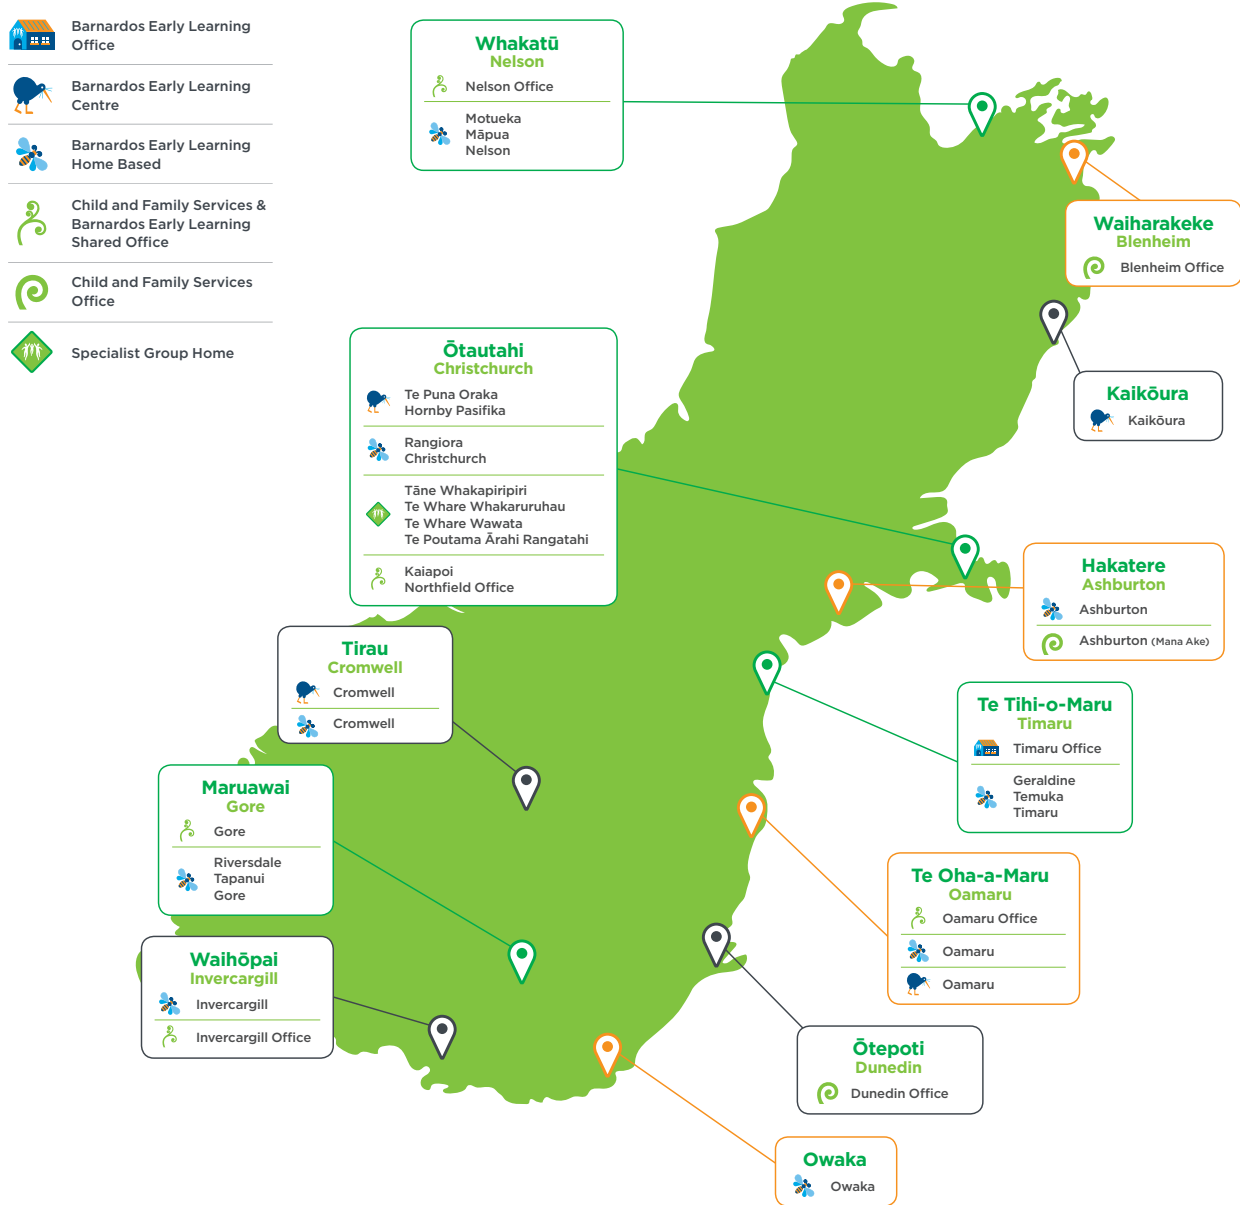 Barnardos Early Learning
Office
Barnardos Early Learning
Centre
Barnardos Early Learning
Home Based
Child and Family Services &
Barnardos Early Learning
Shared Office
Child and Family Services
Office
Specialist Group Home
Whakatū
Nelson
Nelson Office
Motueka
Māpua
Nelson
Waiharakeke
Blenheim
Blenheim Office
Kaikōura
Kaikōura
Ōtautahi
Christchurch
Te Puna Oraka
Hornby Pasifika
Rangiora
Christchurch
Tāne Whakapiripiri
Te Whare Whakaruruhau
Te Whare Wawata
Te Poutama Ārahi Rangatahi
Kaiapoi
Northfield Office
Hakatere
Ashburton
Ashburton
Ashburton (Mana Ake)
Tirau
Cromwell
Cromwell
Cromwell
Te Tihi-o-Maru
Timaru
Timaru Office
Geraldine
Temuka
Timaru
Maruawai
Gore
Gore
Riversdale
Tapanui
Gore
Te Oha-a-Maru
Oamaru
Oamaru Office
Oamaru
Oamaru
Waihōpai
Invercargill
Invercargill
Invercargill Office
Ōtepoti
Dunedin
Dunedin Office
Owaka
Owaka